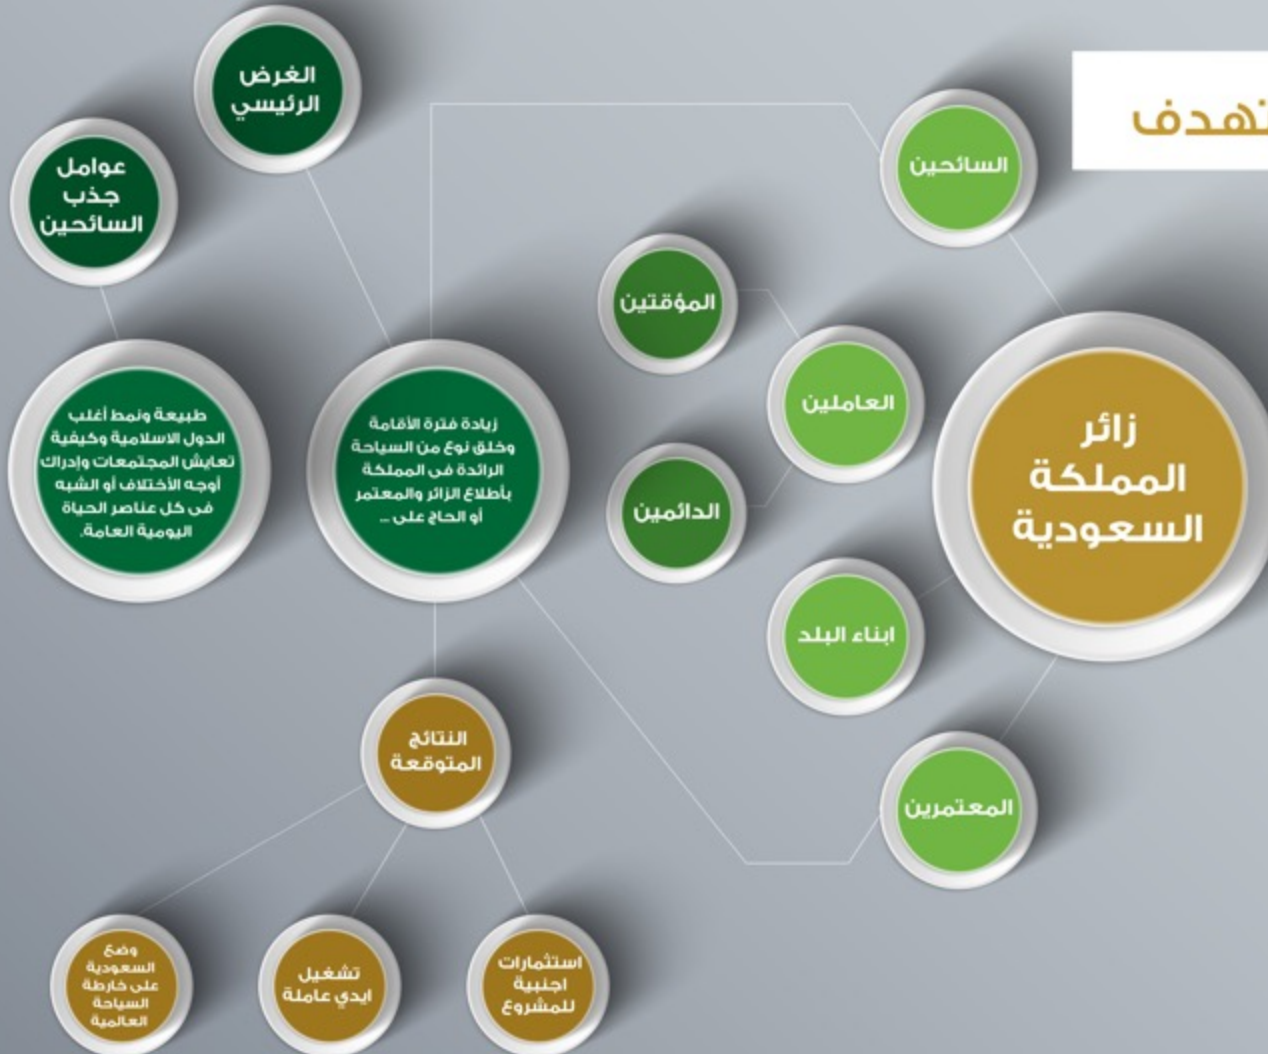 السائحين
زائر
المملكة
السعودية
العاملين
المؤقتين
الدائمين
ابناء البلد
المعتمرين
الغرض
الرئيسي
زيادة فترة الأقامة
وخلق نوع من السياحة
الرائدة فى المملكة
بأطلاع الزائر والمعتمر
أو الحاج على ...
عوامل
جذب
السائحين
طبيعة ونمط أغلب
الدول الاسلامية وكيفية
تعايش المجتمعات وإدراك
أوجه الأختلاف أو الشبه
فى كل عناصر الحياة
اليومية العامة.
النتائج
المتوقعة
استثمارات
اجنبية
للمشروع
تشغيل
ايدي عاملة
وضع
السعودية
على خارطة
السياحة
العالمية